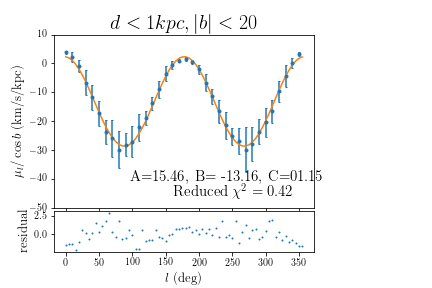 d < 1kpc, |b| < 20
10
0
−10
−20
−30
−40
−50
μl/ cos b (km/s/kpc)
A=15.46, B= -13.16, C=01.15
Reduced χ² = 0.42
2.5
0.0
residual
0 50 100 150 200 250 300 350
l (deg)